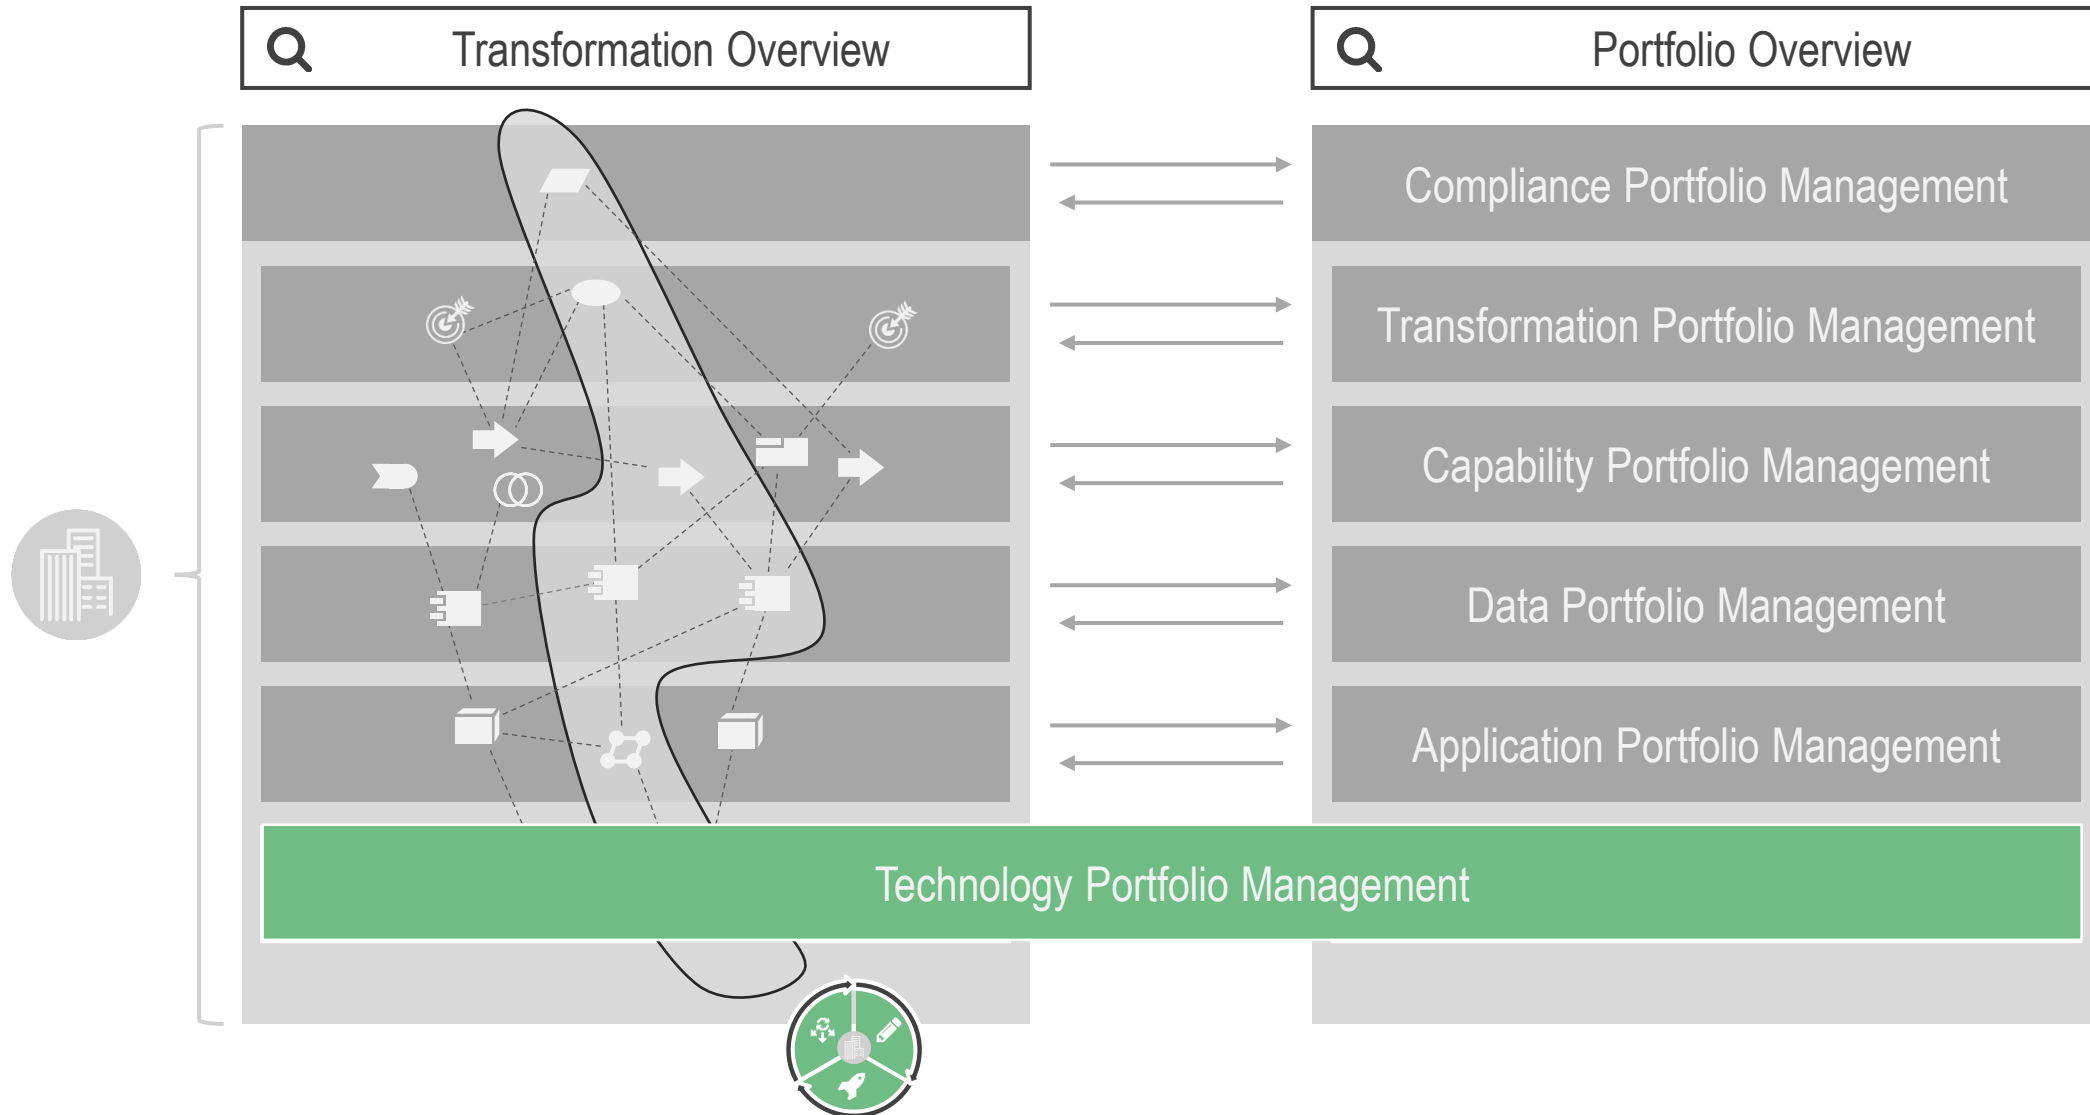 Transformation Overview
Portfolio Overview
Compliance Portfolio Management
Transformation Portfolio Management
Capability Portfolio Management
Data Portfolio Management
Application Portfolio Management
Technology Portfolio Management